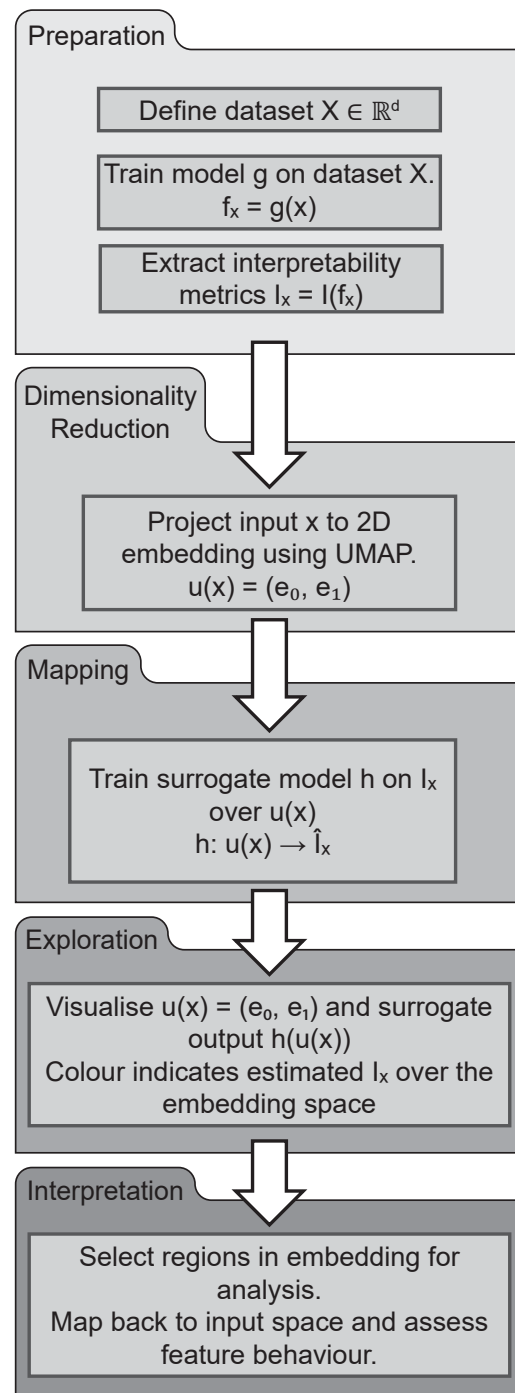 Preparation
Define dataset X ∈ ℝᵈ
Train model g on dataset X.
fₓ = g(x)
Extract interpretability
metrics Iₓ = I(fₓ)
Dimensionality
Reduction
Project input x to 2D
embedding using UMAP.
u(x) = (e₀, e₁)
Mapping
Train surrogate model h on Iₓ
over u(x)
h: u(x) → Îₓ
Exploration
Visualise u(x) = (e₀, e₁) and surrogate
output h(u(x))
Colour indicates estimated Iₓ over the
embedding space
Interpretation
Select regions in embedding for
analysis.
Map back to input space and assess
feature behaviour.